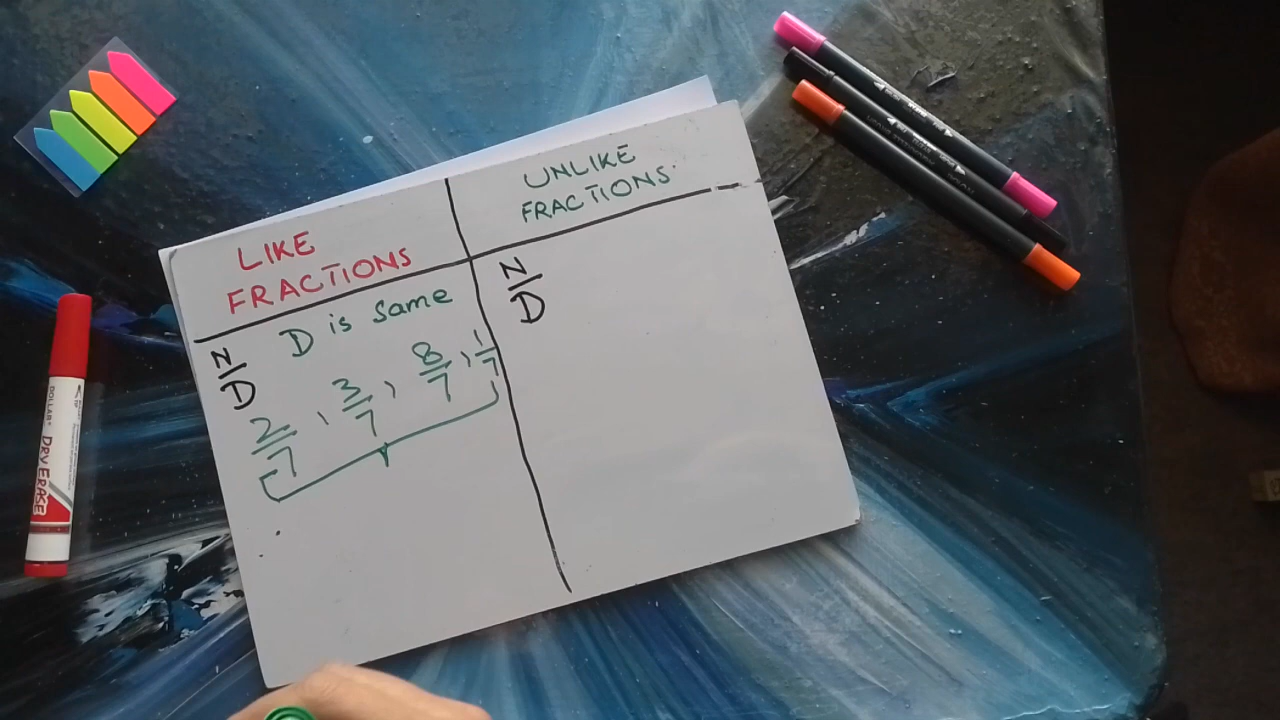 LIKE
FRACTIONS
UNLIKE
FRACTIONS
D is same
N/D
N/D
2/7, 3/7, 8/7, 1/7
DOLLAR
DRY ERASE